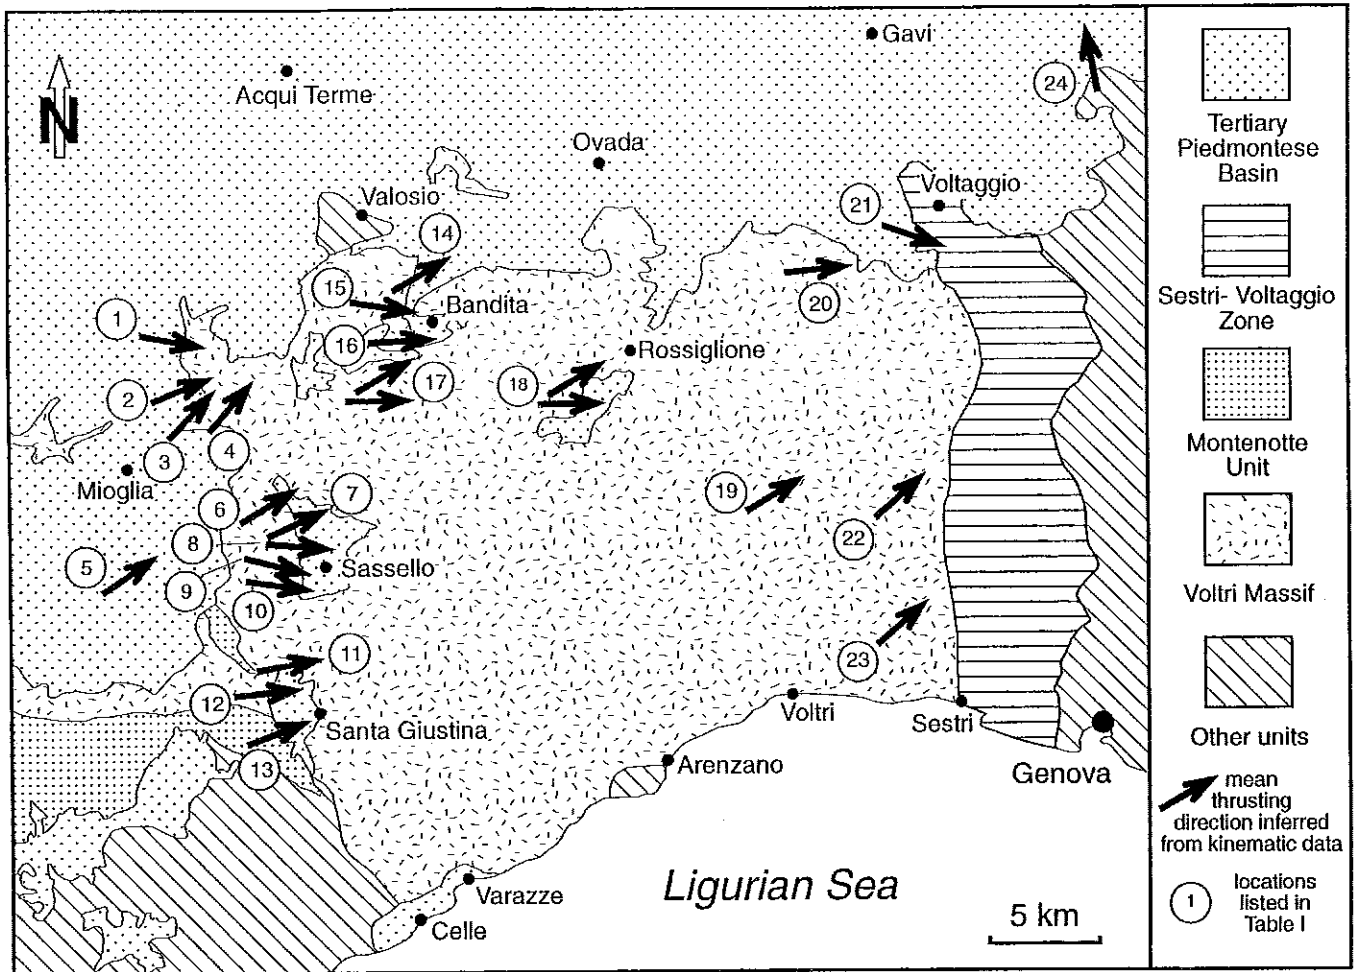 Gavi
24
Acqui Terme
N
Ovada
Valosio
Voltaggio
21
14
15
Bandita
20
1
16
Rossiglione
17
18
2
3
4
Mioglia
7
19
6
8
22
5
Sassello
9
10
11
23
12
Voltri
Sestri
Santa Giustina
13
Arenzano
Genova
Varazze
Ligurian Sea
Celle
5 km
Tertiary
Piedmontese
Basin
Sestri- Voltaggio
Zone
Montenotte
Unit
Voltri Massif
Other units
mean
thrusting
direction inferred
from kinematic data
1
locations
listed in
Table I